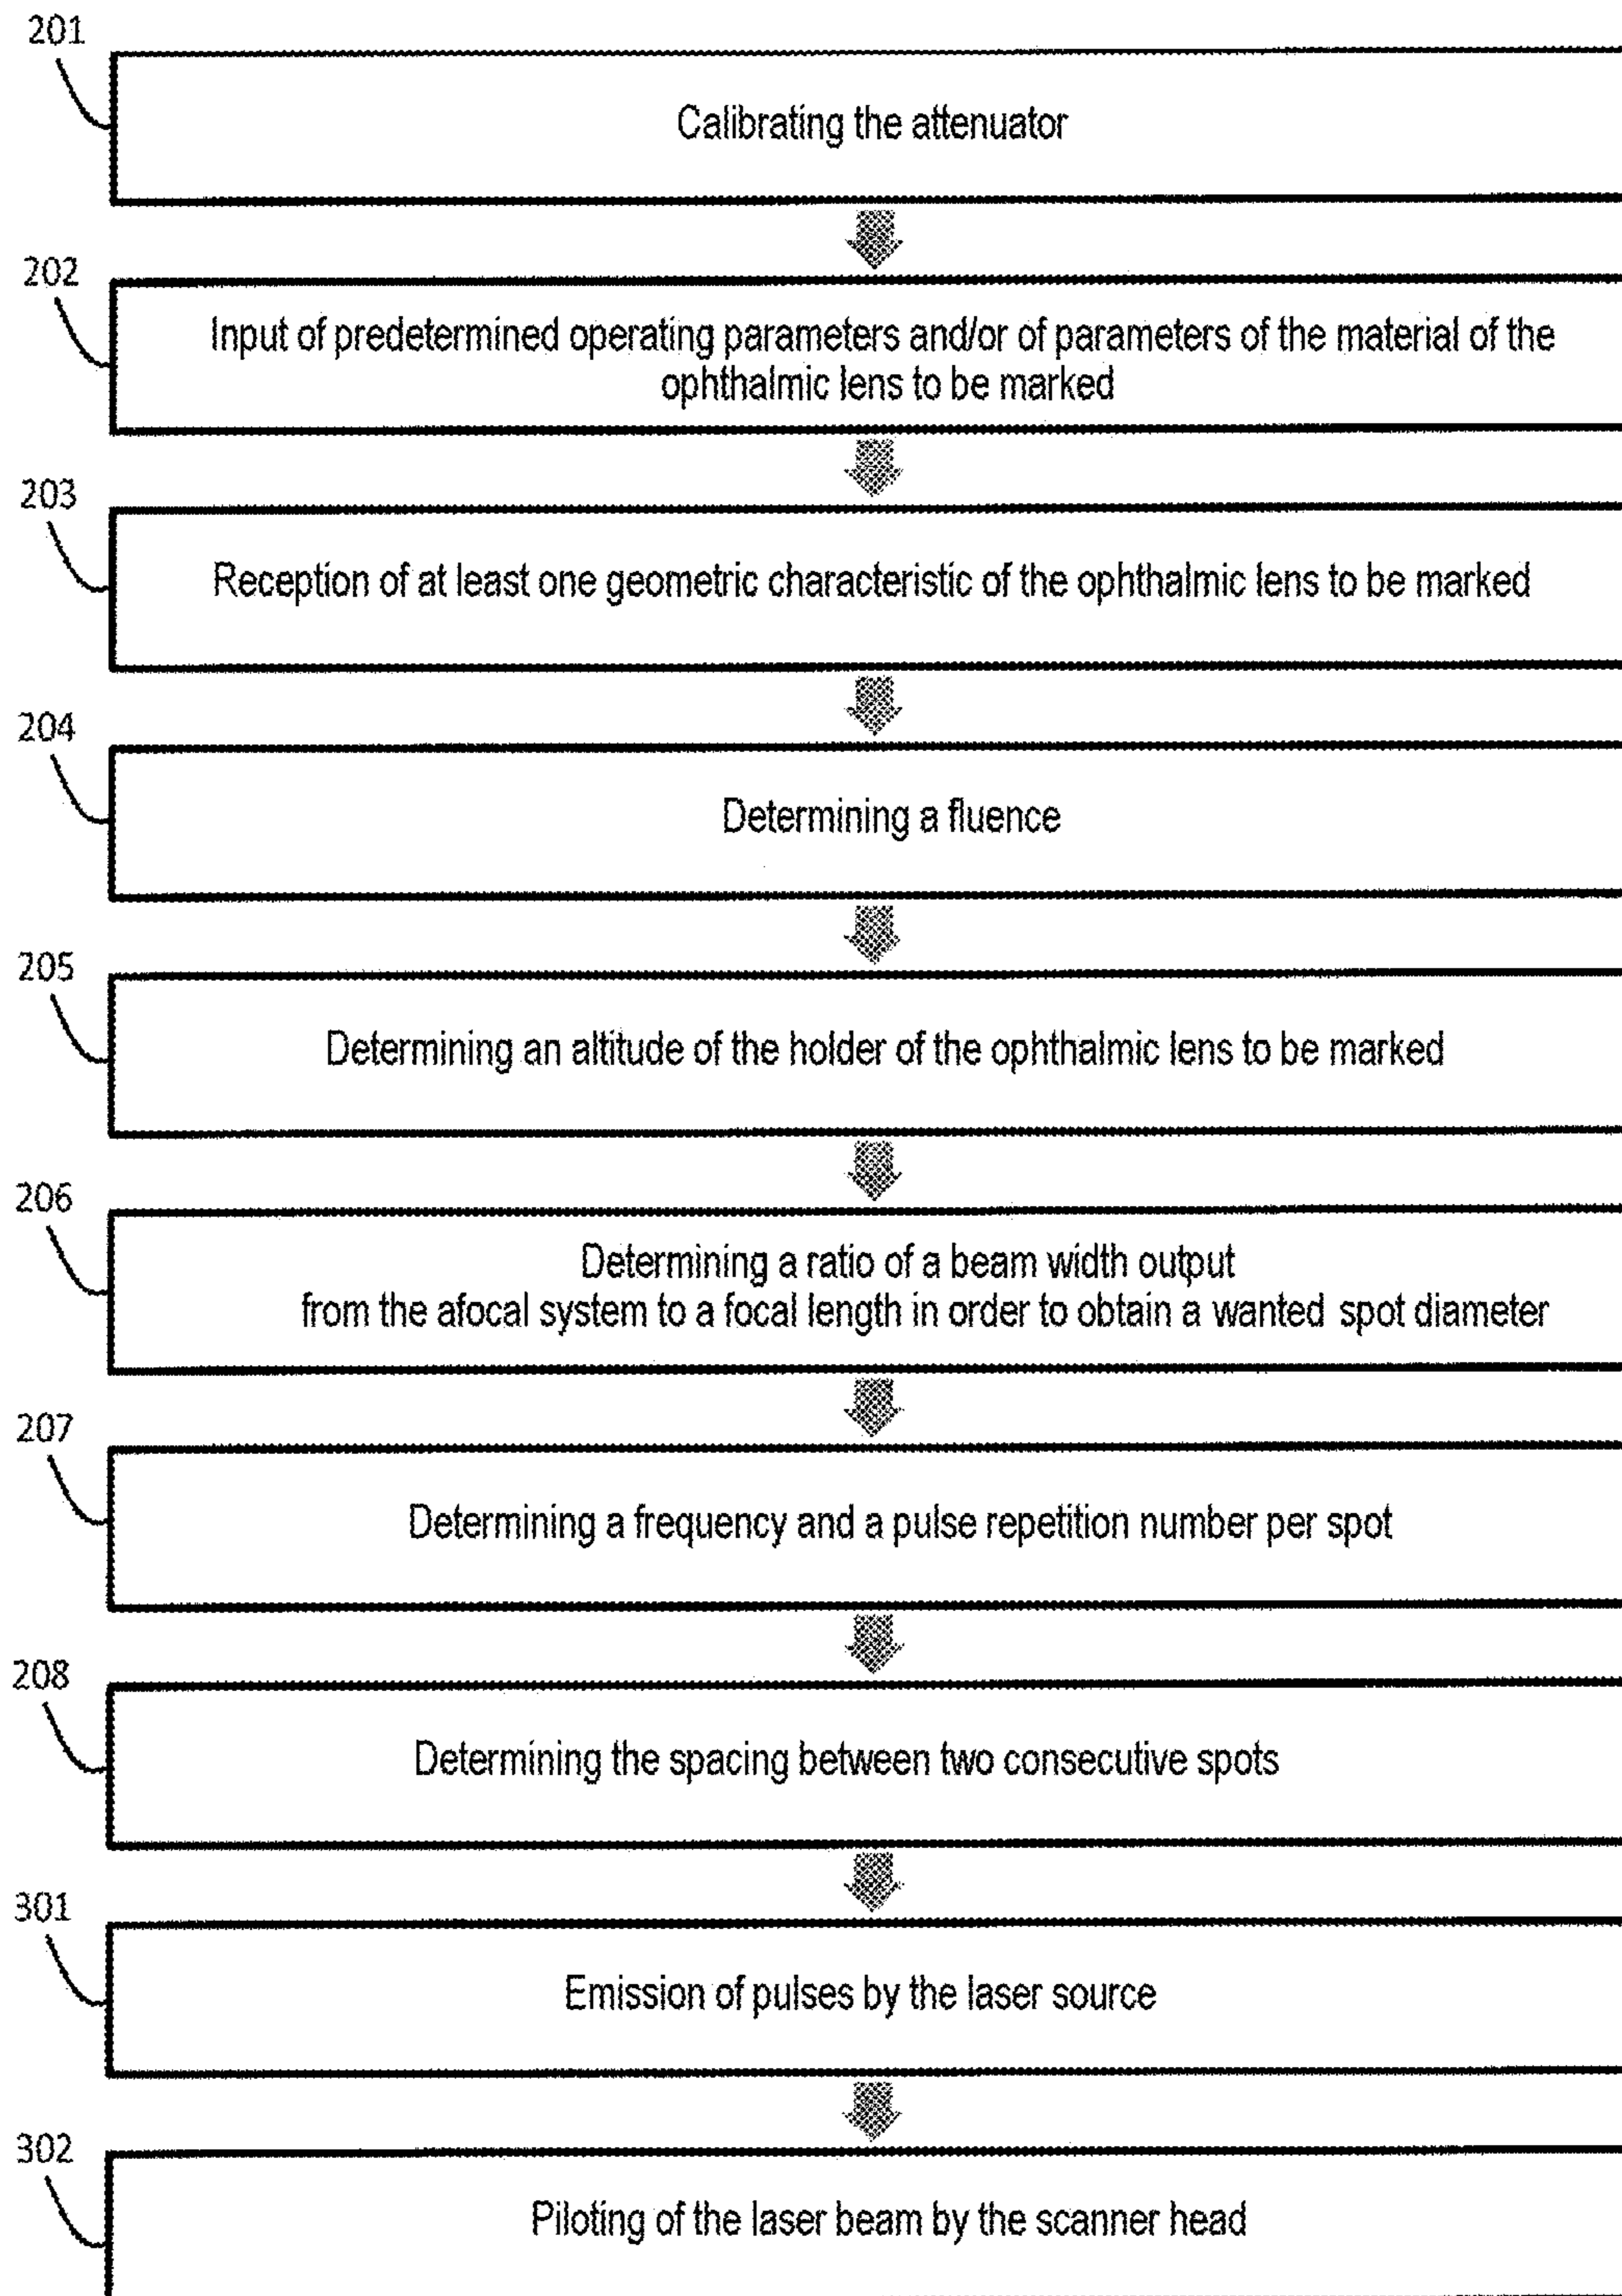 201
Calibrating the attenuator
202
Input of predetermined operating parameters and/or of parameters of the material of the
ophthalmic lens to be marked
203
Reception of at least one geometric characteristic of the ophthalmic lens to be marked
204
Determining a fluence
205
Determining an altitude of the holder of the ophthalmic lens to be marked
206
Determining a ratio of a beam width output
from the afocal system to a focal length in order to obtain a wanted spot diameter
207
Determining a frequency and a pulse repetition number per spot
208
Determining the spacing between two consecutive spots
301
Emission of pulses by the laser source
302
Piloting of the laser beam by the scanner head